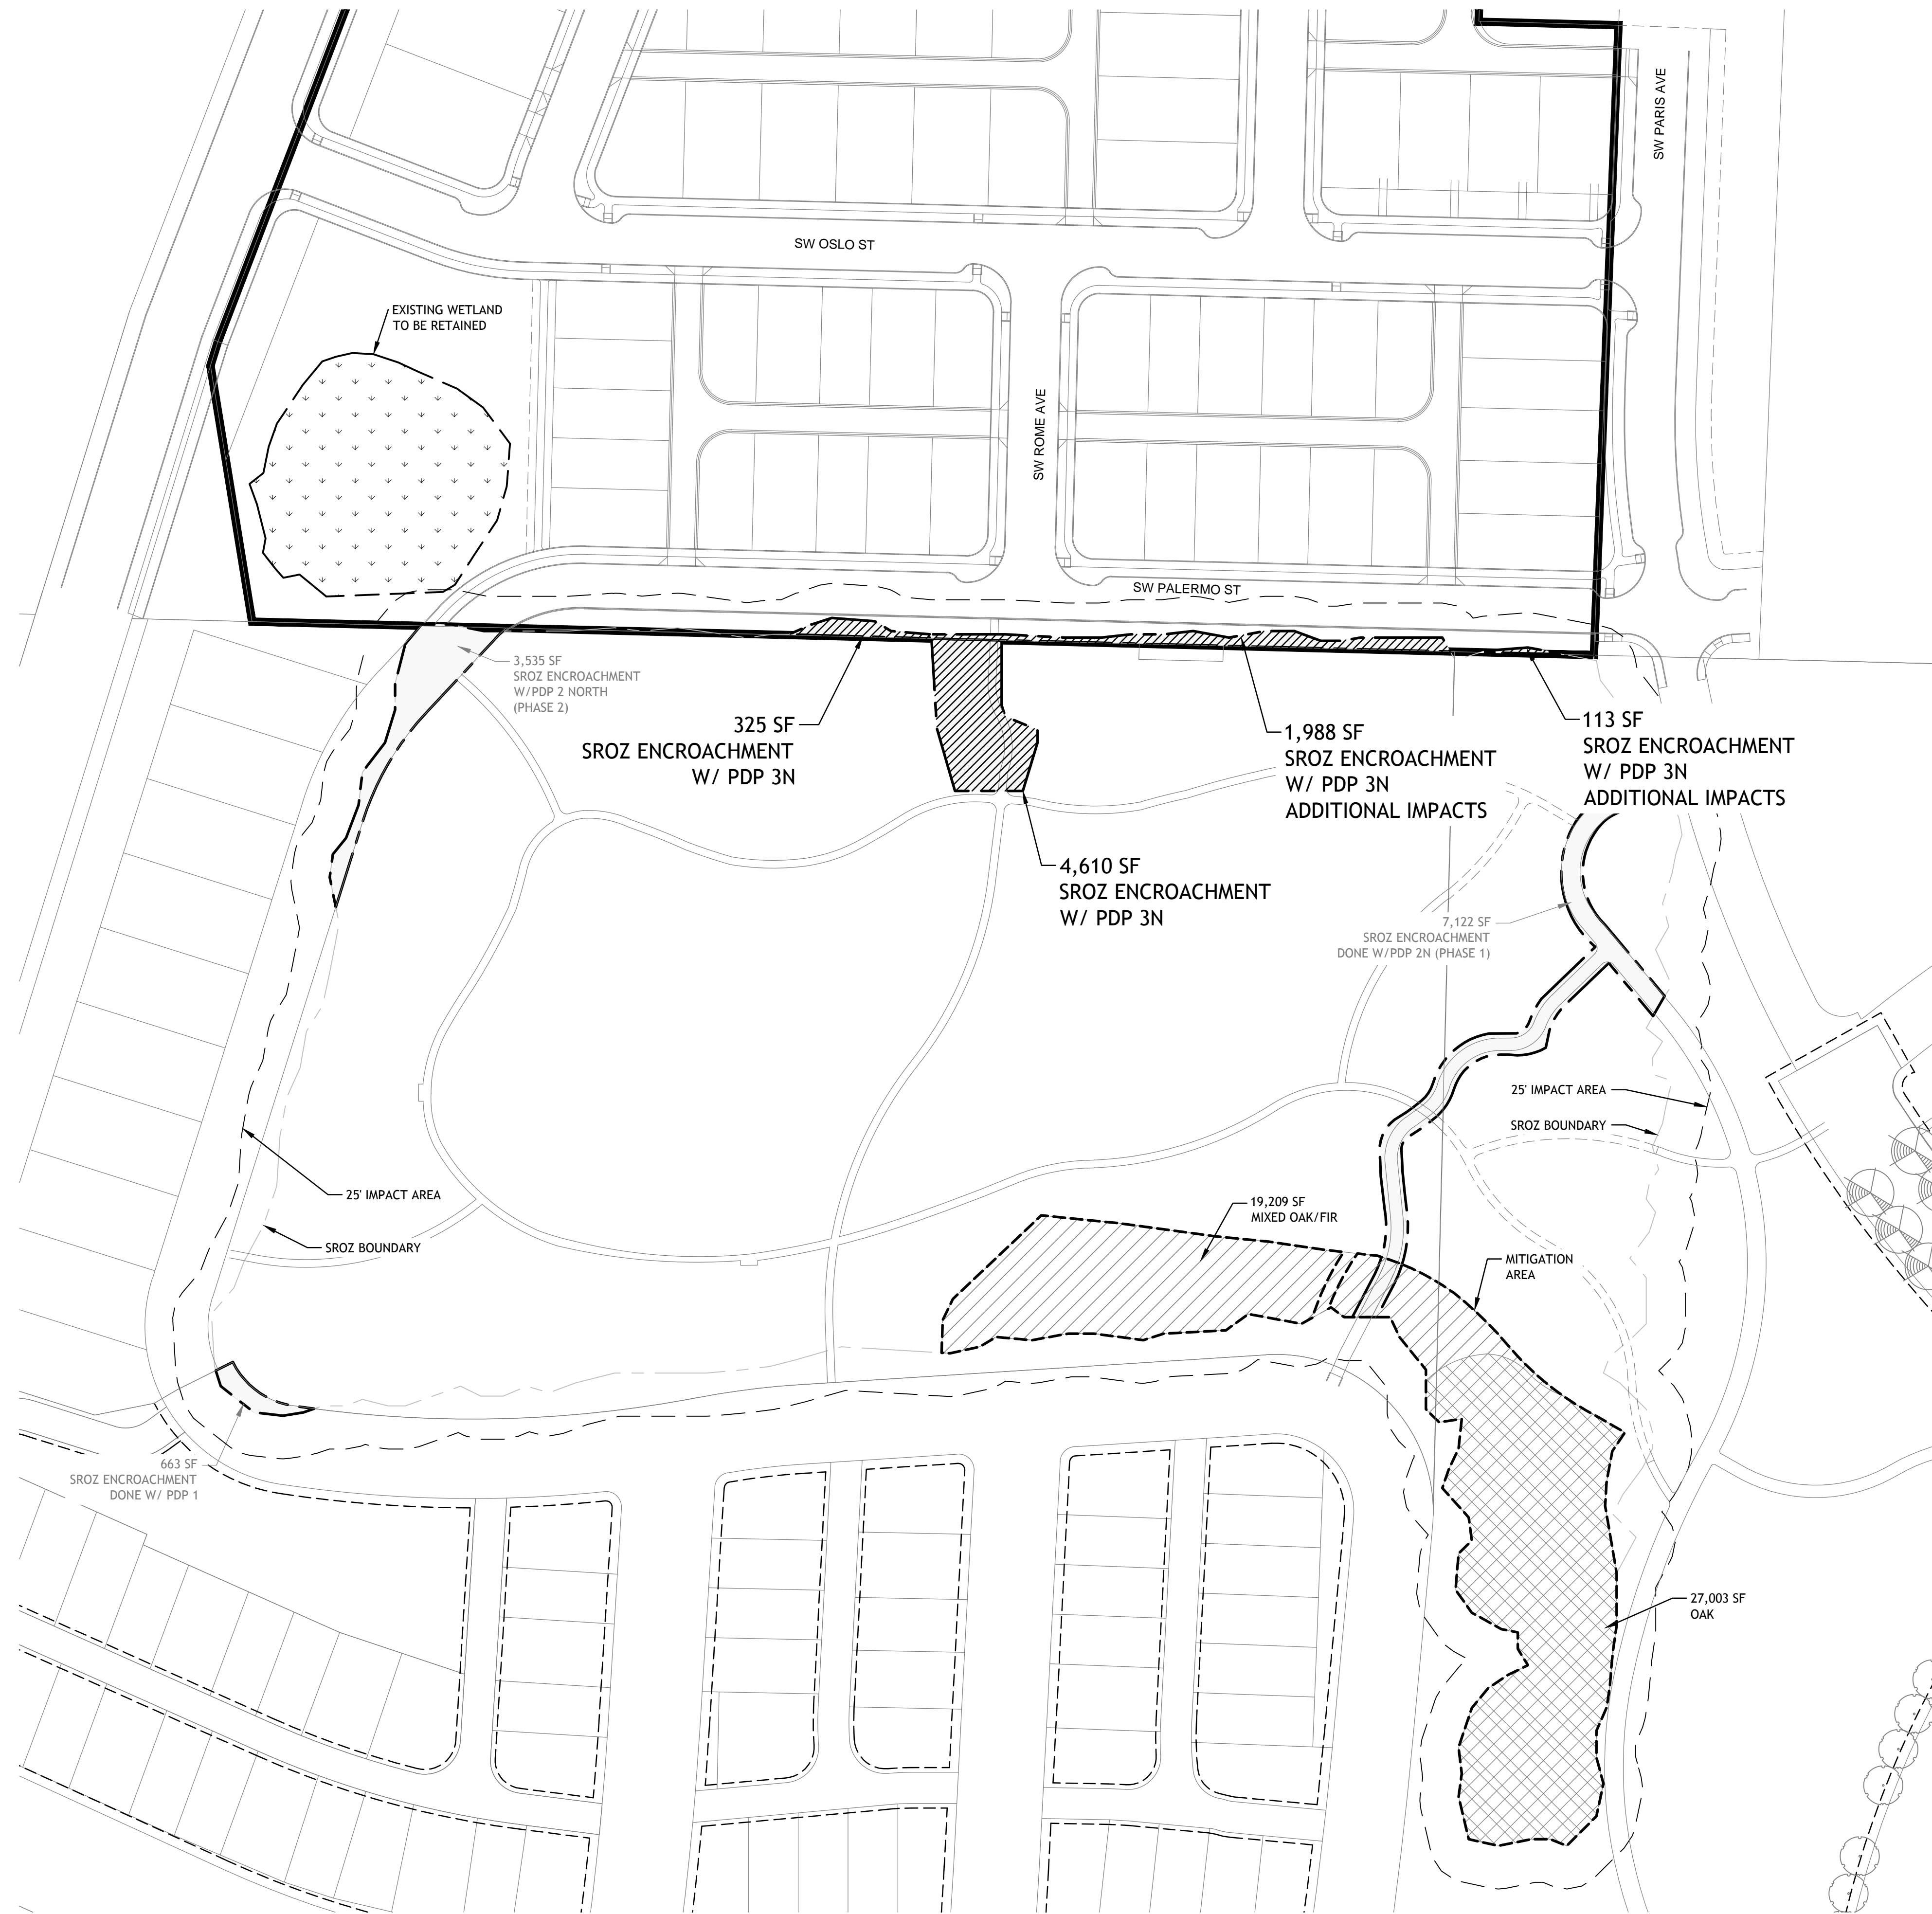 SW PARIS AVE
SW OSLO ST
EXISTING WETLAND
TO BE RETAINED
SW ROME AVE
SW PALERMO ST
3,535 SF
SROZ ENCROACHMENT
W/PDP 2 NORTH
(PHASE 2)
325 SF
SROZ ENCROACHMENT
W/ PDP 3N
1,988 SF
SROZ ENCROACHMENT
W/ PDP 3N
ADDITIONAL IMPACTS
113 SF
SROZ ENCROACHMENT
W/ PDP 3N
ADDITIONAL IMPACTS
4,610 SF
SROZ ENCROACHMENT
W/ PDP 3N
7,122 SF
SROZ ENCROACHMENT
DONE W/PDP 2N (PHASE 1)
25' IMPACT AREA
SROZ BOUNDARY
25' IMPACT AREA
SROZ BOUNDARY
19,209 SF
MIXED OAK/FIR
MITIGATION
AREA
663 SF
SROZ ENCROACHMENT
DONE W/ PDP 1
27,003 SF
OAK